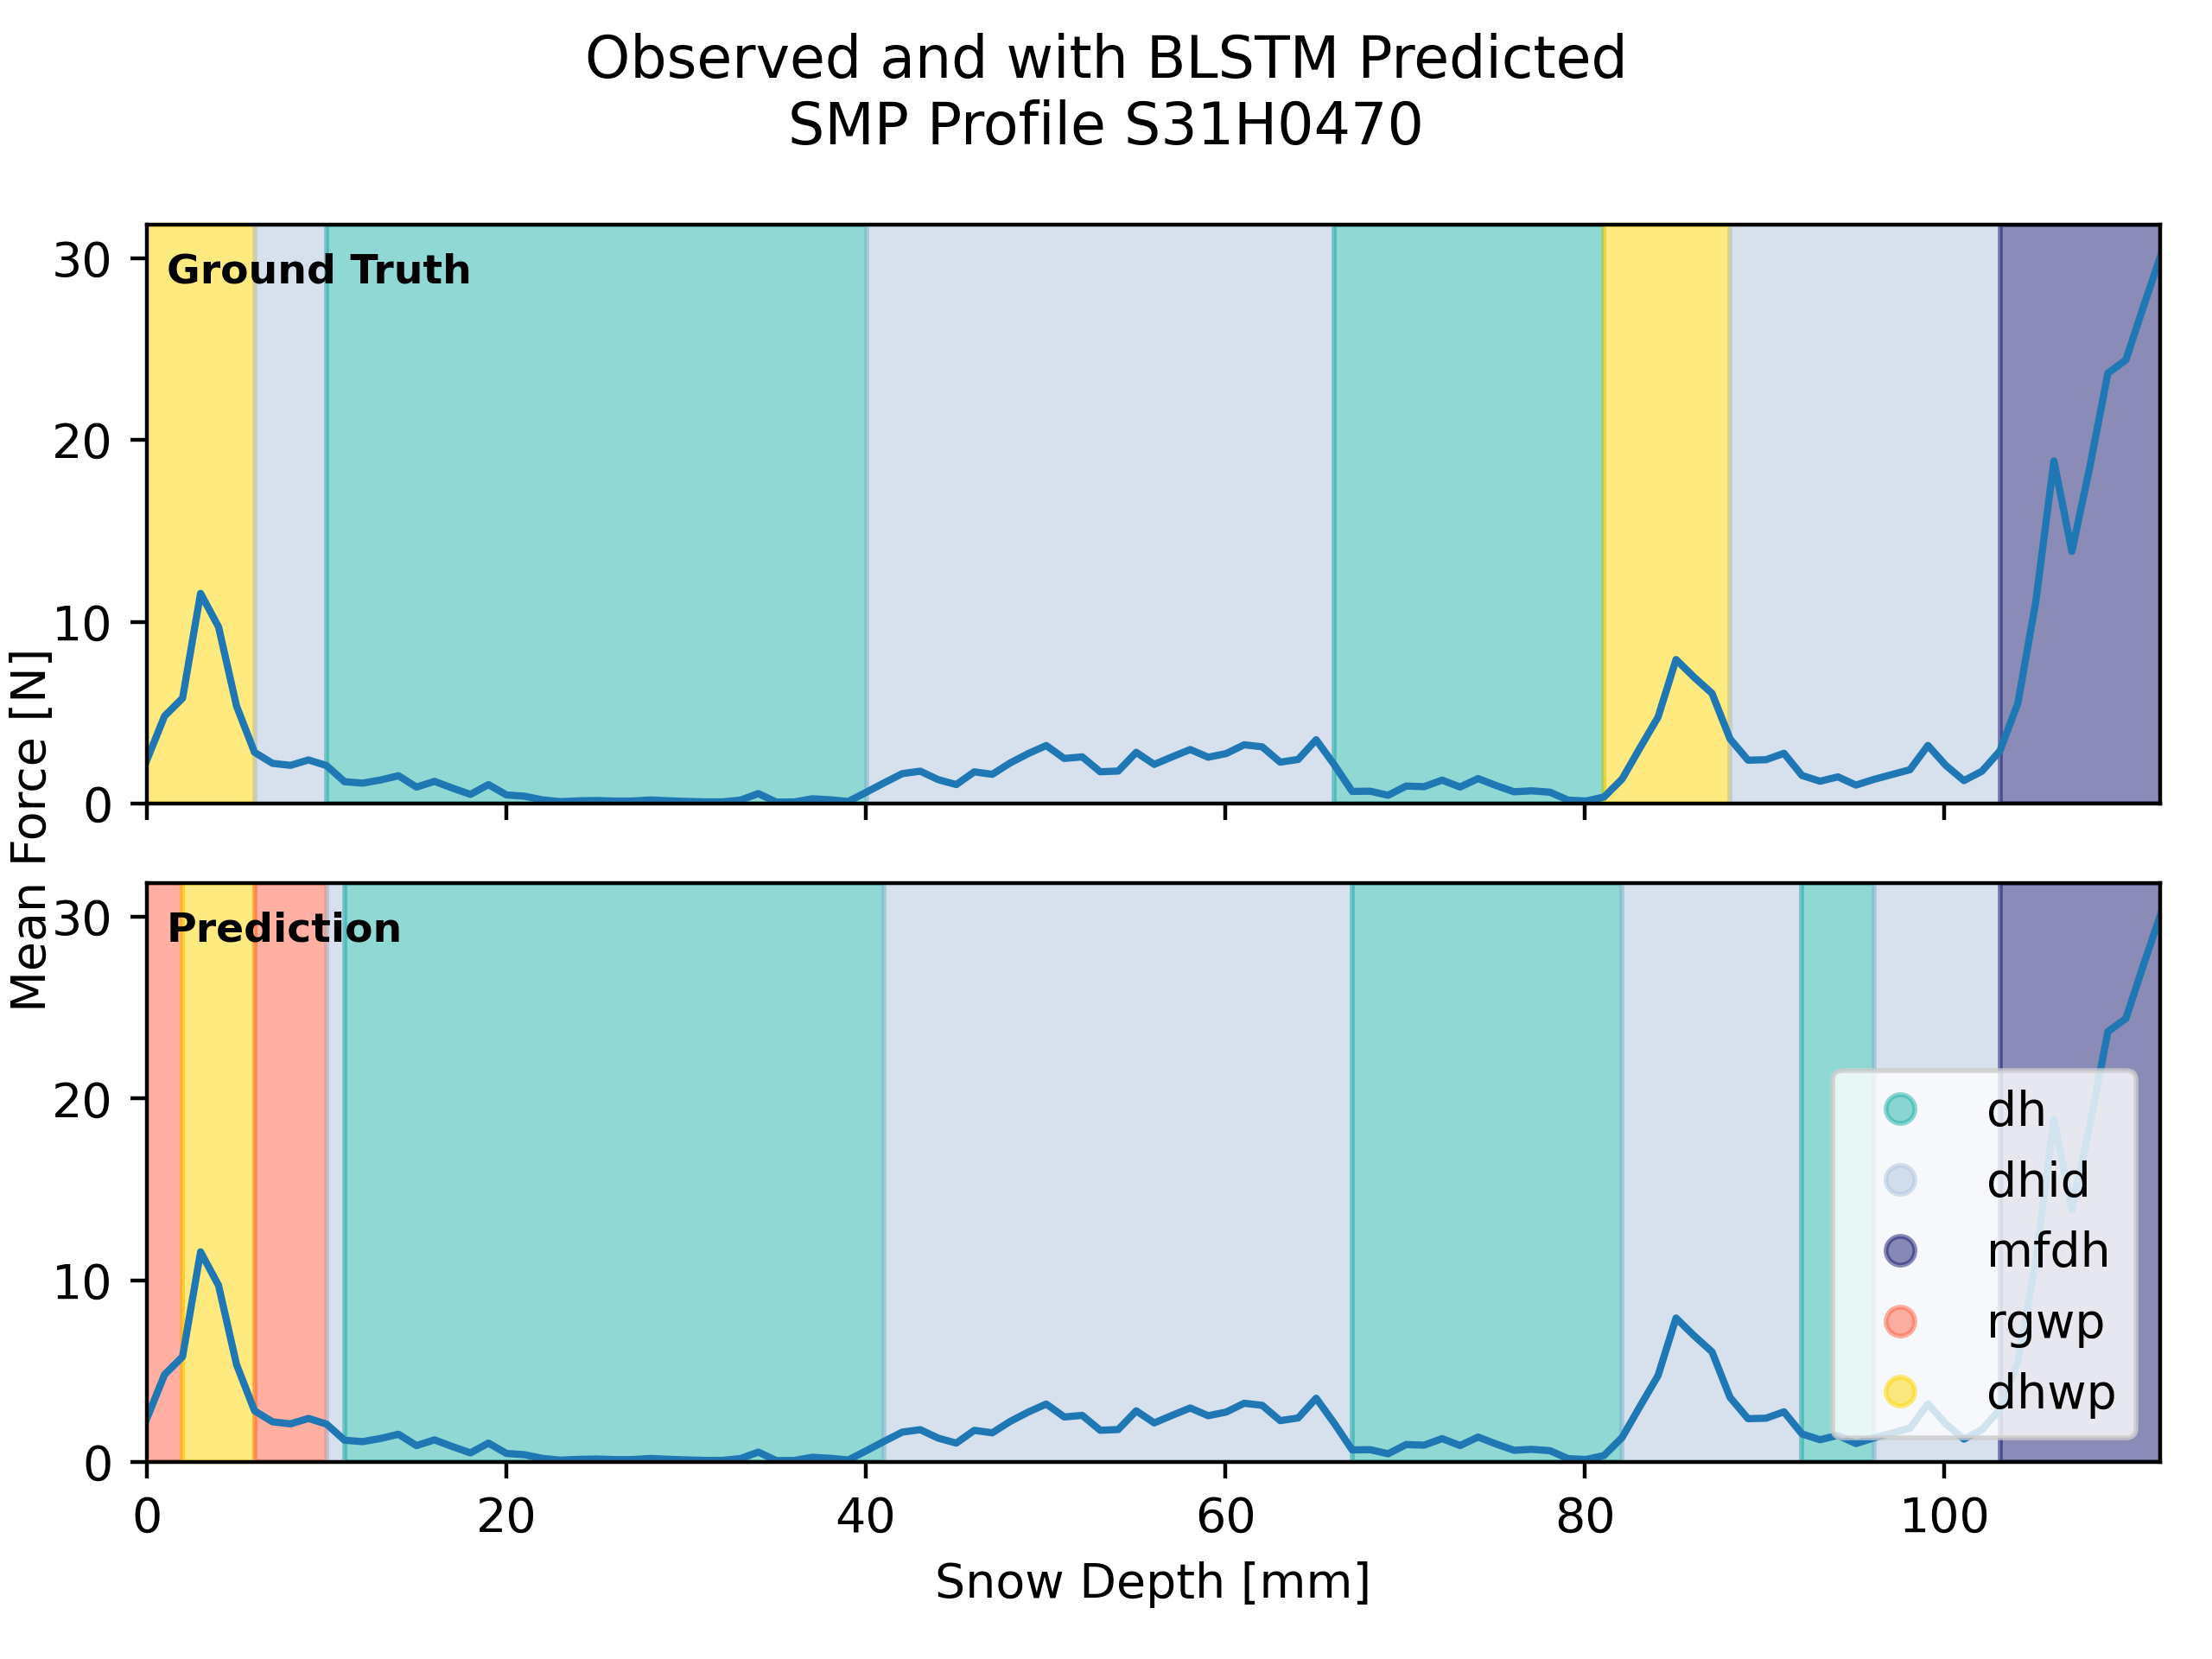 Observed and with BLSTM Predicted
SMP Profile S31H0470
Mean Force [N]
30
20
10
0
Ground Truth
30
20
10
0
Prediction
dh
dhid
mfdh
rgwp
dhwp
0 20 40 60 80 100
Snow Depth [mm]